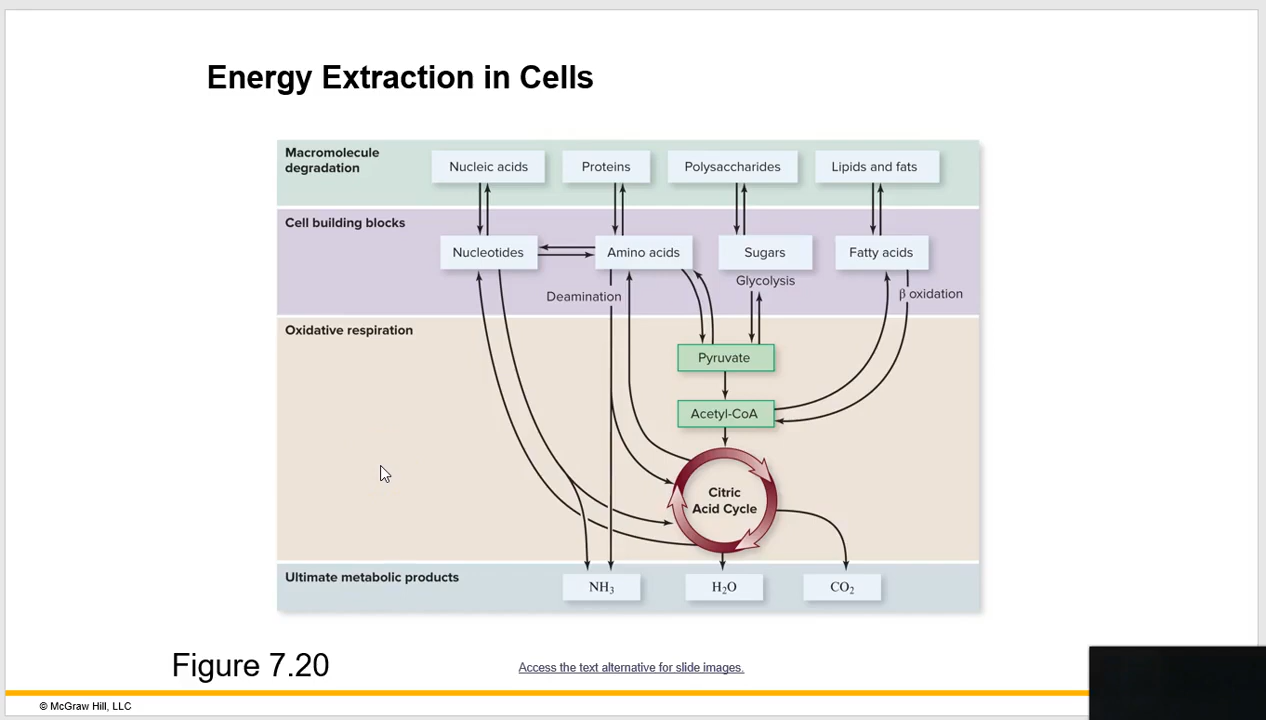 Energy Extraction in Cells
Macromolecule
degradation
Nucleic acids
Proteins
Polysaccharides
Lipids and fats
Cell building blocks
Nucleotides
Amino acids
Sugars
Fatty acids
Glycolysis
Deamination
β oxidation
Oxidative respiration
Pyruvate
Acetyl-CoA
Citric
Acid Cycle
Ultimate metabolic products
NH₃
H₂O
CO₂
Figure 7.20
Access the text alternative for slide images.
© McGraw Hill, LLC